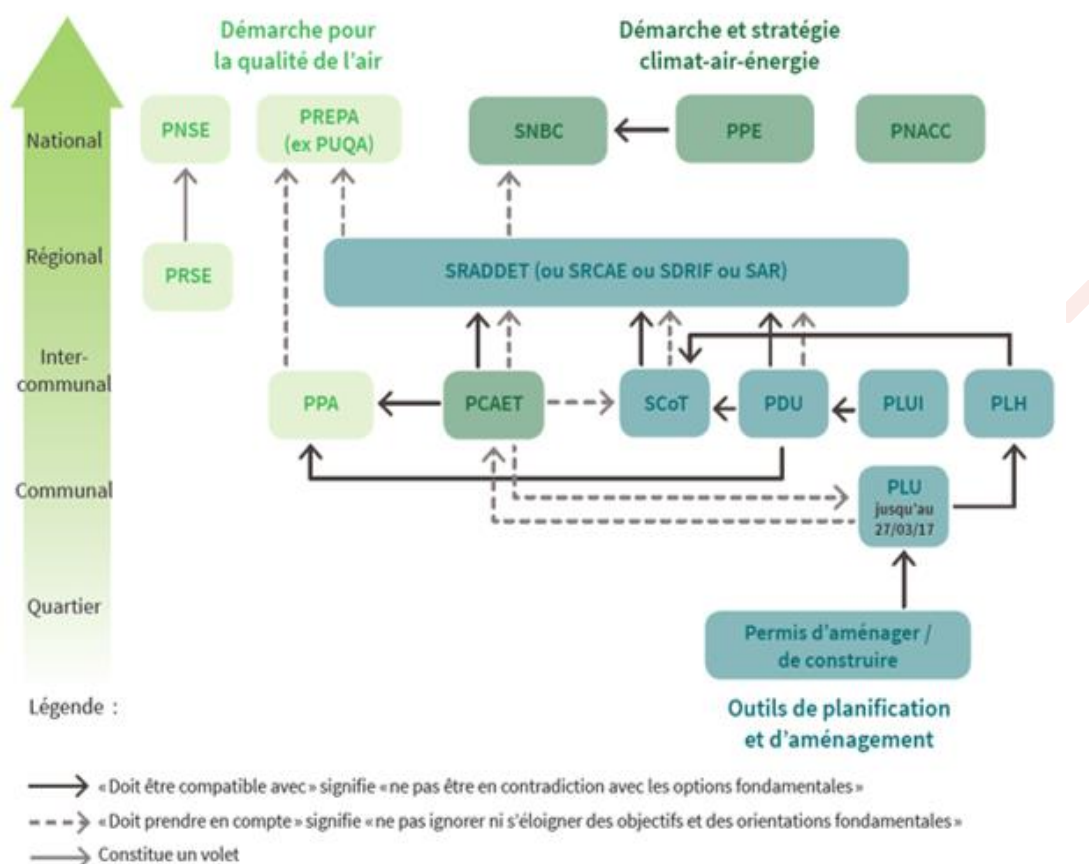 Démarche pour
la qualité de l'air
Démarche et stratégie
climat-air-énergie
National
PNSE
PREPA
(ex PUQA)
SNBC
PPE
PNACC
Régional
PRSE
SRADDET (ou SRCAE ou SDRIF ou SAR)
Inter-
communal
PPA
PCAET
SCoT
PDU
PLUI
PLH
Communal
PLU
jusqu'au
27/03/17
Quartier
Permis d'aménager /
de construire
Légende :
Outils de planification
et d'aménagement
«Doit être compatible avec» signifie «ne pas être en contradiction avec les options fondamentales»
«Doit prendre en compte» signifie «ne pas ignorer ni s'éloigner des objectifs et des orientations fondamentales»
Constitue un volet